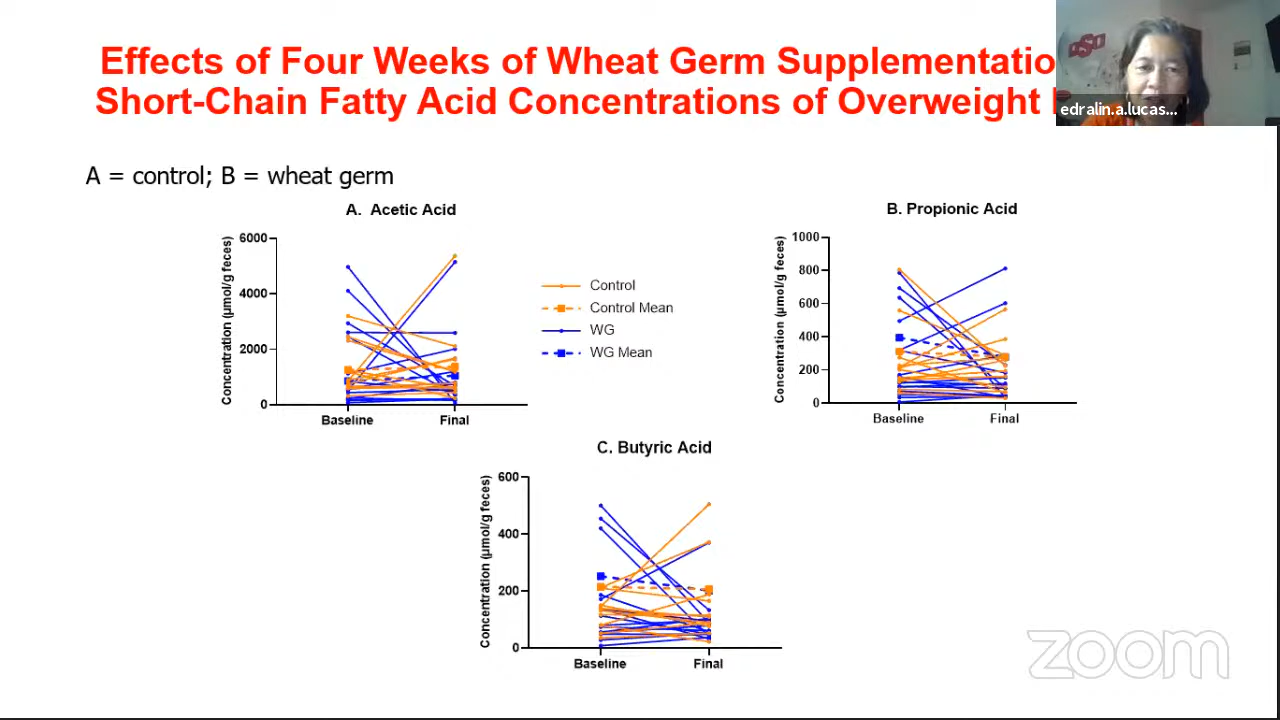 Effects of Four Weeks of Wheat Germ Supplementatio
Short-Chain Fatty Acid Concentrations of Overweight
edralin.a.lucas...
A = control; B = wheat germ
A. Acetic Acid
Concentration (µmol/g feces)
6000
4000
2000
0
Baseline
Final
Control
Control Mean
WG
WG Mean
B. Propionic Acid
Concentration (µmol/g feces)
1000
800
600
400
200
0
Baseline
Final
C. Butyric Acid
Concentration (µmol/g feces)
600
400
200
0
Baseline
Final
zoom